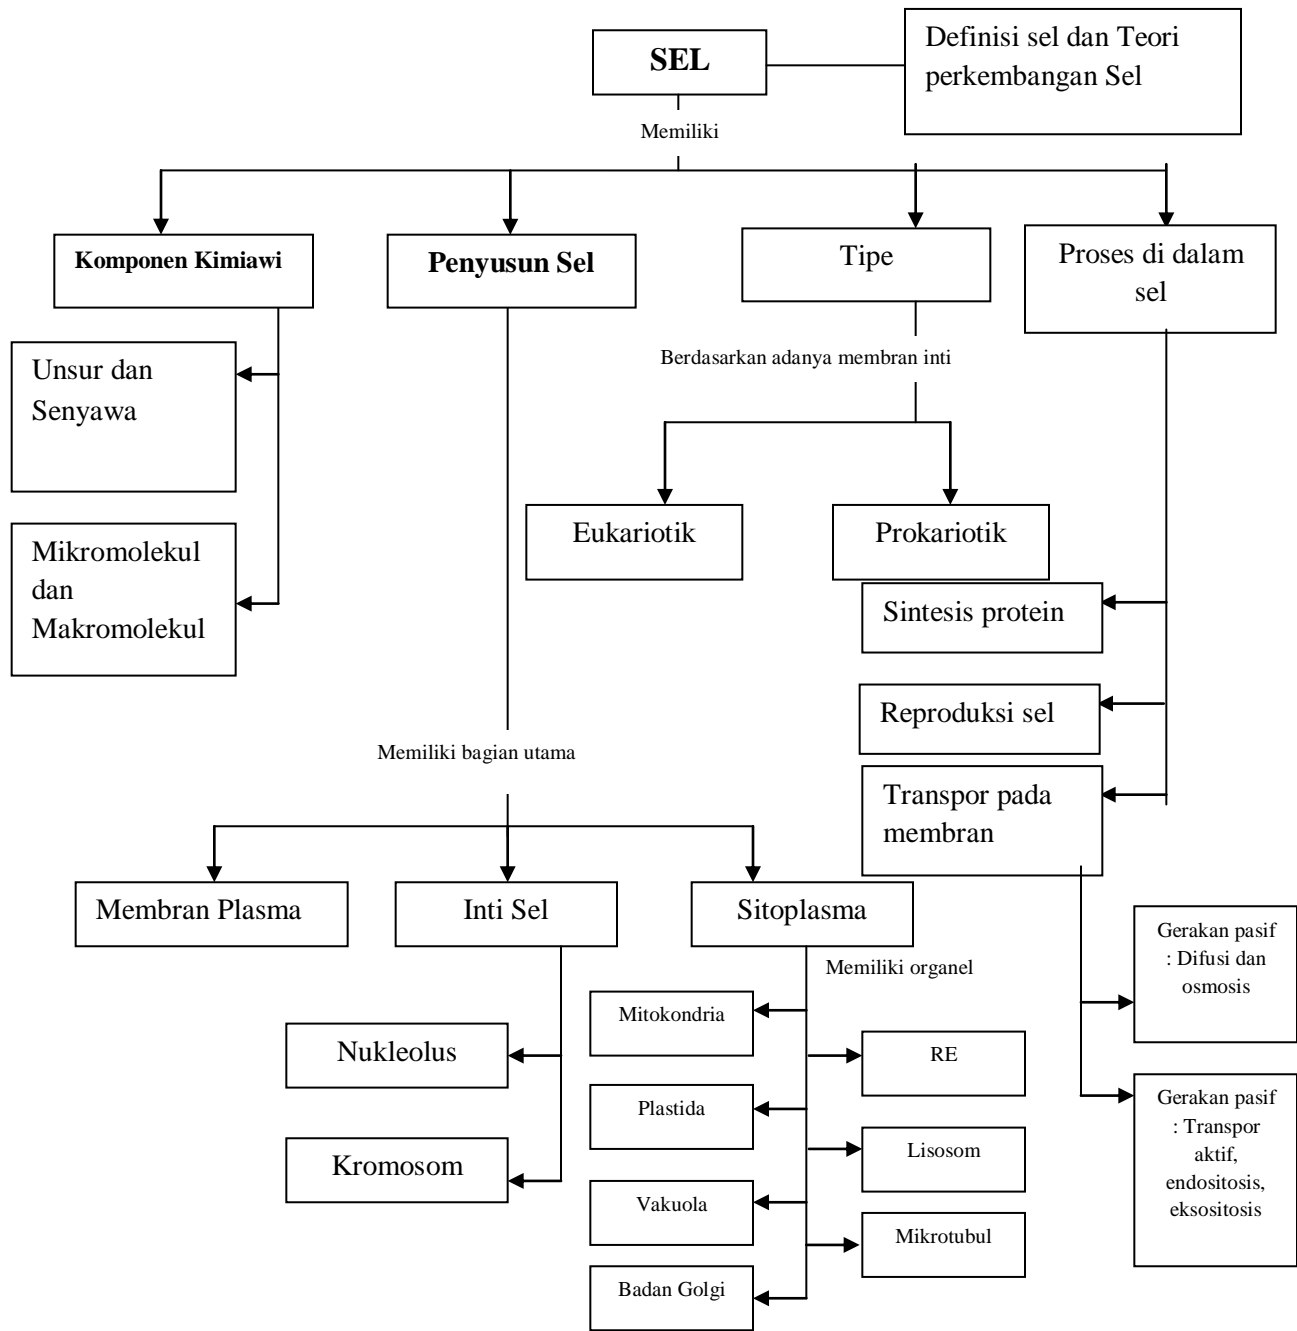 SEL
Definisi sel dan Teori
perkembangan Sel
Memiliki
Komponen Kimiawi
Penyusun Sel
Tipe
Proses di dalam
sel
Unsur dan
Senyawa
Berdasarkan adanya membran inti
Mikromolekul
dan
Makromolekul
Eukariotik
Prokariotik
Sintesis protein
Reproduksi sel
Transpor pada
membran
Memiliki bagian utama
Membran Plasma
Inti Sel
Sitoplasma
Gerakan pasif
: Difusi dan
osmosis
Gerakan pasif
: Transpor
aktif,
endositosis,
eksositosis
Memiliki organel
Nukleolus
Kromosom
Mitokondria
RE
Plastida
Lisosom
Vakuola
Mikrotubul
Badan Golgi